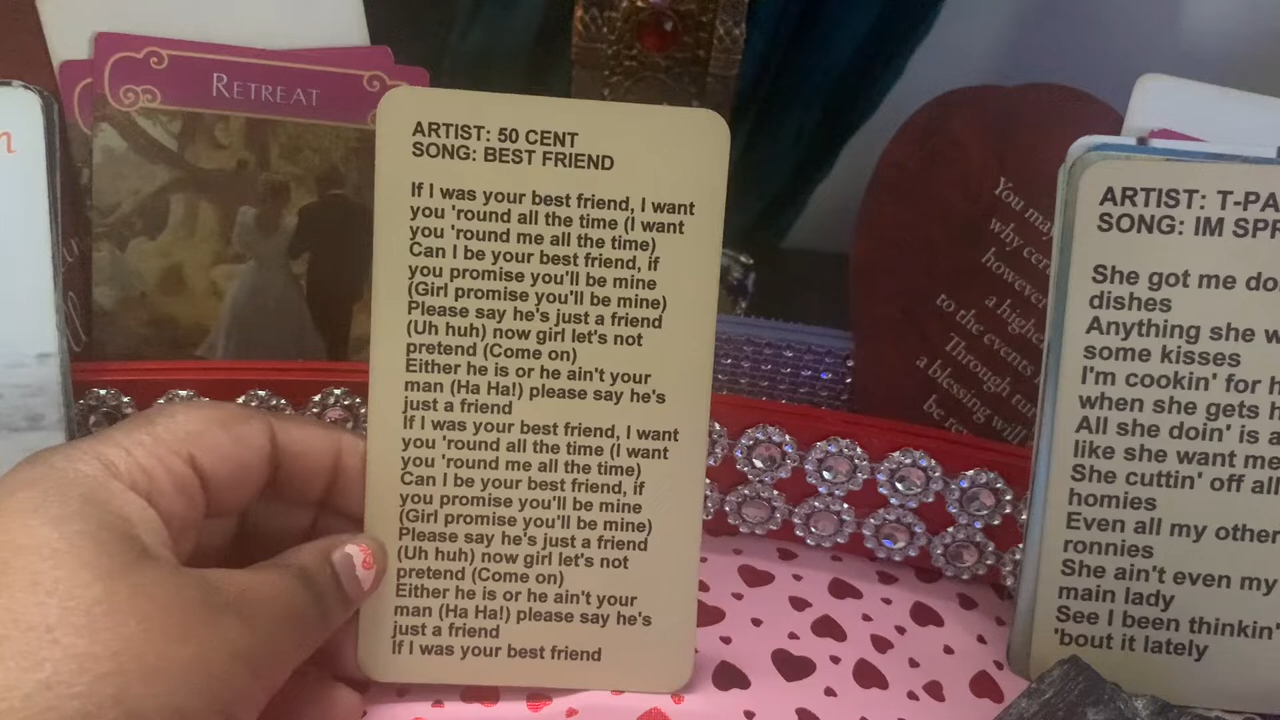 RETREAT
ARTIST: 50 CENT
SONG: BEST FRIEND
If I was your best friend, I want
you 'round all the time (I want
you 'round me all the time)
Can I be your best friend, if
you promise you'll be mine
(Girl promise you'll be mine)
Please say he's just a friend
(Uh huh) now girl let's not
pretend (Come on)
Either he is or he ain't your
man (Ha Ha!) please say he's
just a friend
If I was your best friend, I want
you 'round all the time (I want
you 'round me all the time)
Can I be your best friend, if
you promise you'll be mine
(Girl promise you'll be mine)
Please say he's just a friend
(Uh huh) now girl let's not
pretend (Come on)
Either he is or he ain't your
man (Ha Ha!) please say he's
just a friend
If I was your best friend
You may
why
however
a higher
to the events
Through
a blessing will
be
ARTIST: T-PA
SONG: IM SPR
She got me do
dishes
Anything she w
some kisses
I'm cookin' for h
when she gets h
All she doin' is a
like she want me
She cuttin' off all
homies
Even all my other
ronnies
She ain't even my
main lady
See I been thinkin'
'bout it lately